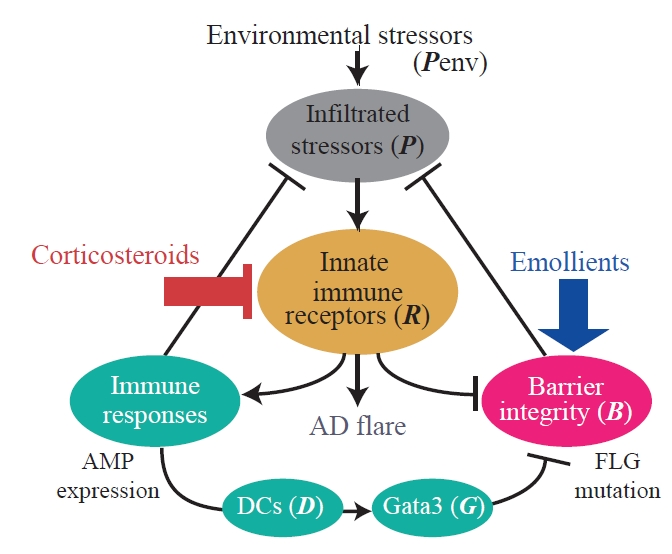 Environmental stressors
(Penv)
Infiltrated
stressors (P)
Corticosteroids
Innate
immune
receptors (R)
Emollients
Immune
responses
AD flare
Barrier
integrity (B)
AMP
expression
FLG
mutation
DCs (D)
Gata3 (G)